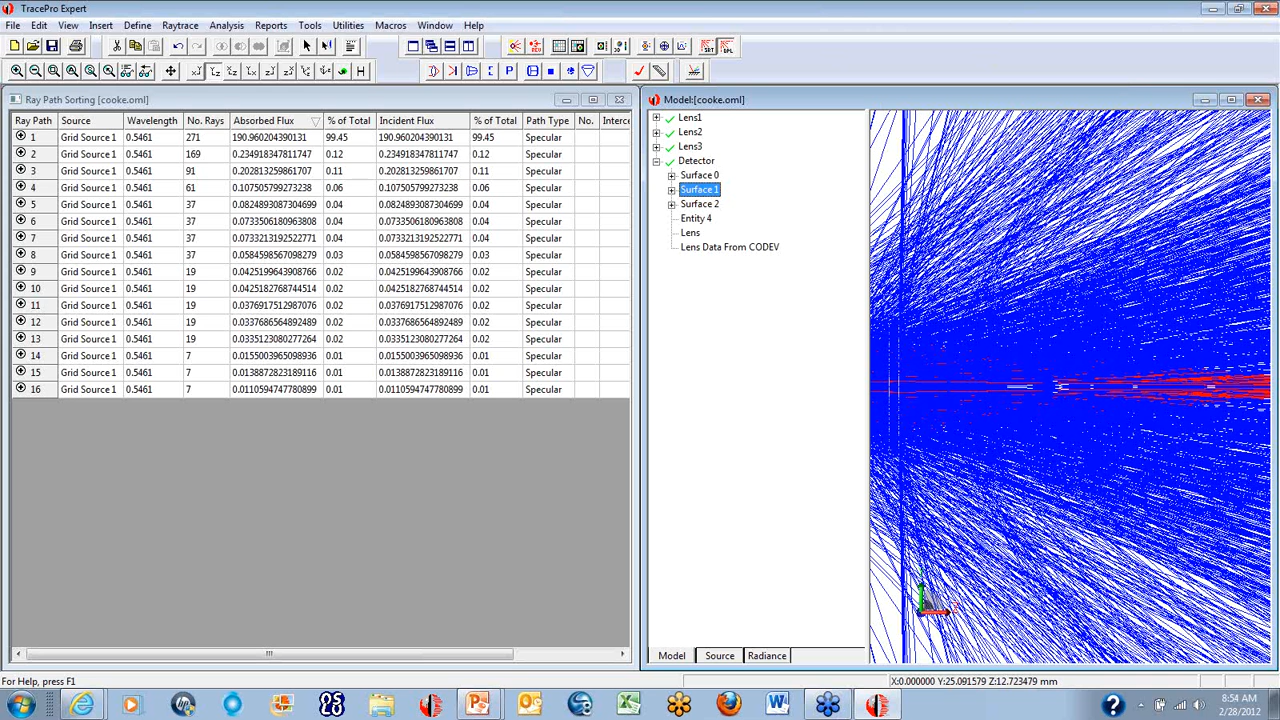 TracePro Expert
File Edit View Insert Define Raytrace Analysis Reports Tools Utilities Macros Window Help
Ray Path Sorting [cooke.oml]
Ray Path Source Wavelength No. Rays Absorbed Flux % of Total Incident Flux % of Total Path Type No. Interce
1 Grid Source 1 0.5461 271 190.960204390131 99.45 190.960204390131 99.45 Specular
2 Grid Source 1 0.5461 169 0.234918347811747 0.12 0.234918347811747 0.12 Specular
3 Grid Source 1 0.5461 91 0.202813259861707 0.11 0.202813259861707 0.11 Specular
4 Grid Source 1 0.5461 61 0.107505799273238 0.06 0.107505799273238 0.06 Specular
5 Grid Source 1 0.5461 37 0.0824893087434506 0.04 0.0824893087434506 0.04 Specular
6 Grid Source 1 0.5461 37 0.0733506180963808 0.04 0.0733506180963808 0.04 Specular
7 Grid Source 1 0.5461 37 0.0733213192522771 0.04 0.0733213192522771 0.04 Specular
8 Grid Source 1 0.5461 37 0.0584598567098279 0.03 0.0584598567098279 0.03 Specular
9 Grid Source 1 0.5461 19 0.0425199643908766 0.02 0.0425199643908766 0.02 Specular
10 Grid Source 1 0.5461 19 0.0425182768744514 0.02 0.0425182768744514 0.02 Specular
11 Grid Source 1 0.5461 19 0.0376917512987076 0.02 0.0376917512987076 0.02 Specular
12 Grid Source 1 0.5461 19 0.0337686564892489 0.02 0.0337686564892489 0.02 Specular
13 Grid Source 1 0.5461 19 0.0335123080277264 0.02 0.0335123080277264 0.02 Specular
14 Grid Source 1 0.5461 7 0.0155003965098936 0.01 0.0155003965098936 0.01 Specular
15 Grid Source 1 0.5461 7 0.0138872823189116 0.01 0.0138872823189116 0.01 Specular
16 Grid Source 1 0.5461 7 0.0110594747780899 0.01 0.0110594747780899 0.01 Specular
Model:[cooke.oml]
Lens1
Lens2
Lens3
Detector
Surface 0
Surface 1
Surface 2
Entity 4
Lens
Lens Data From CODEV
Model Source Radiance
For Help, press F1
X:0.000000 Y:25.091579 Z:12.723479 mm
8:54 AM
2/28/2012